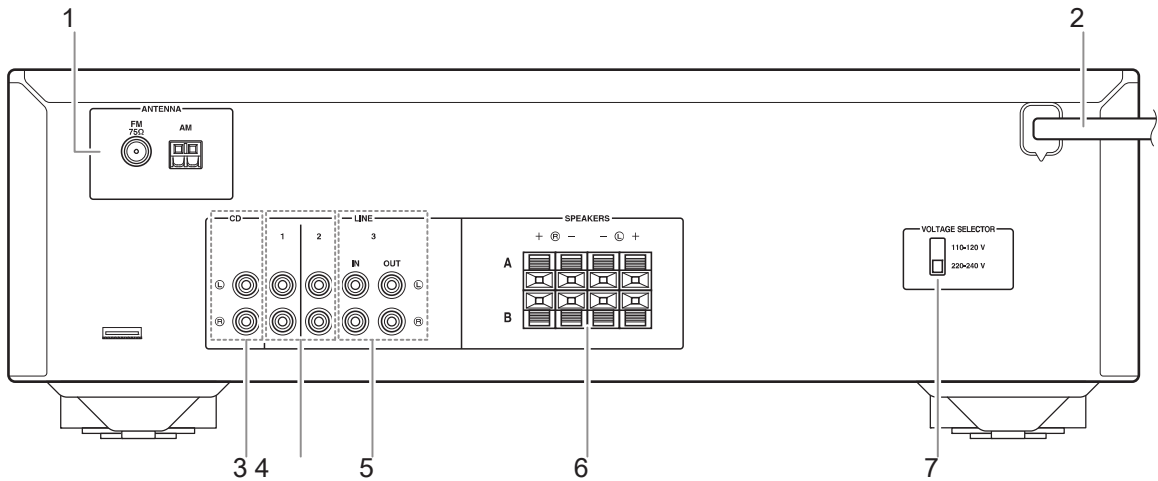 1 2
ANTENNA
FM
75Ω
AM
CD
LINE
1 2 3
IN OUT
Ⓛ Ⓛ
Ⓡ Ⓡ
SPEAKERS
+ Ⓡ − − Ⓛ +
A
B
VOLTAGE SELECTOR
110-120 V
220-240 V
3 4 5 6 7